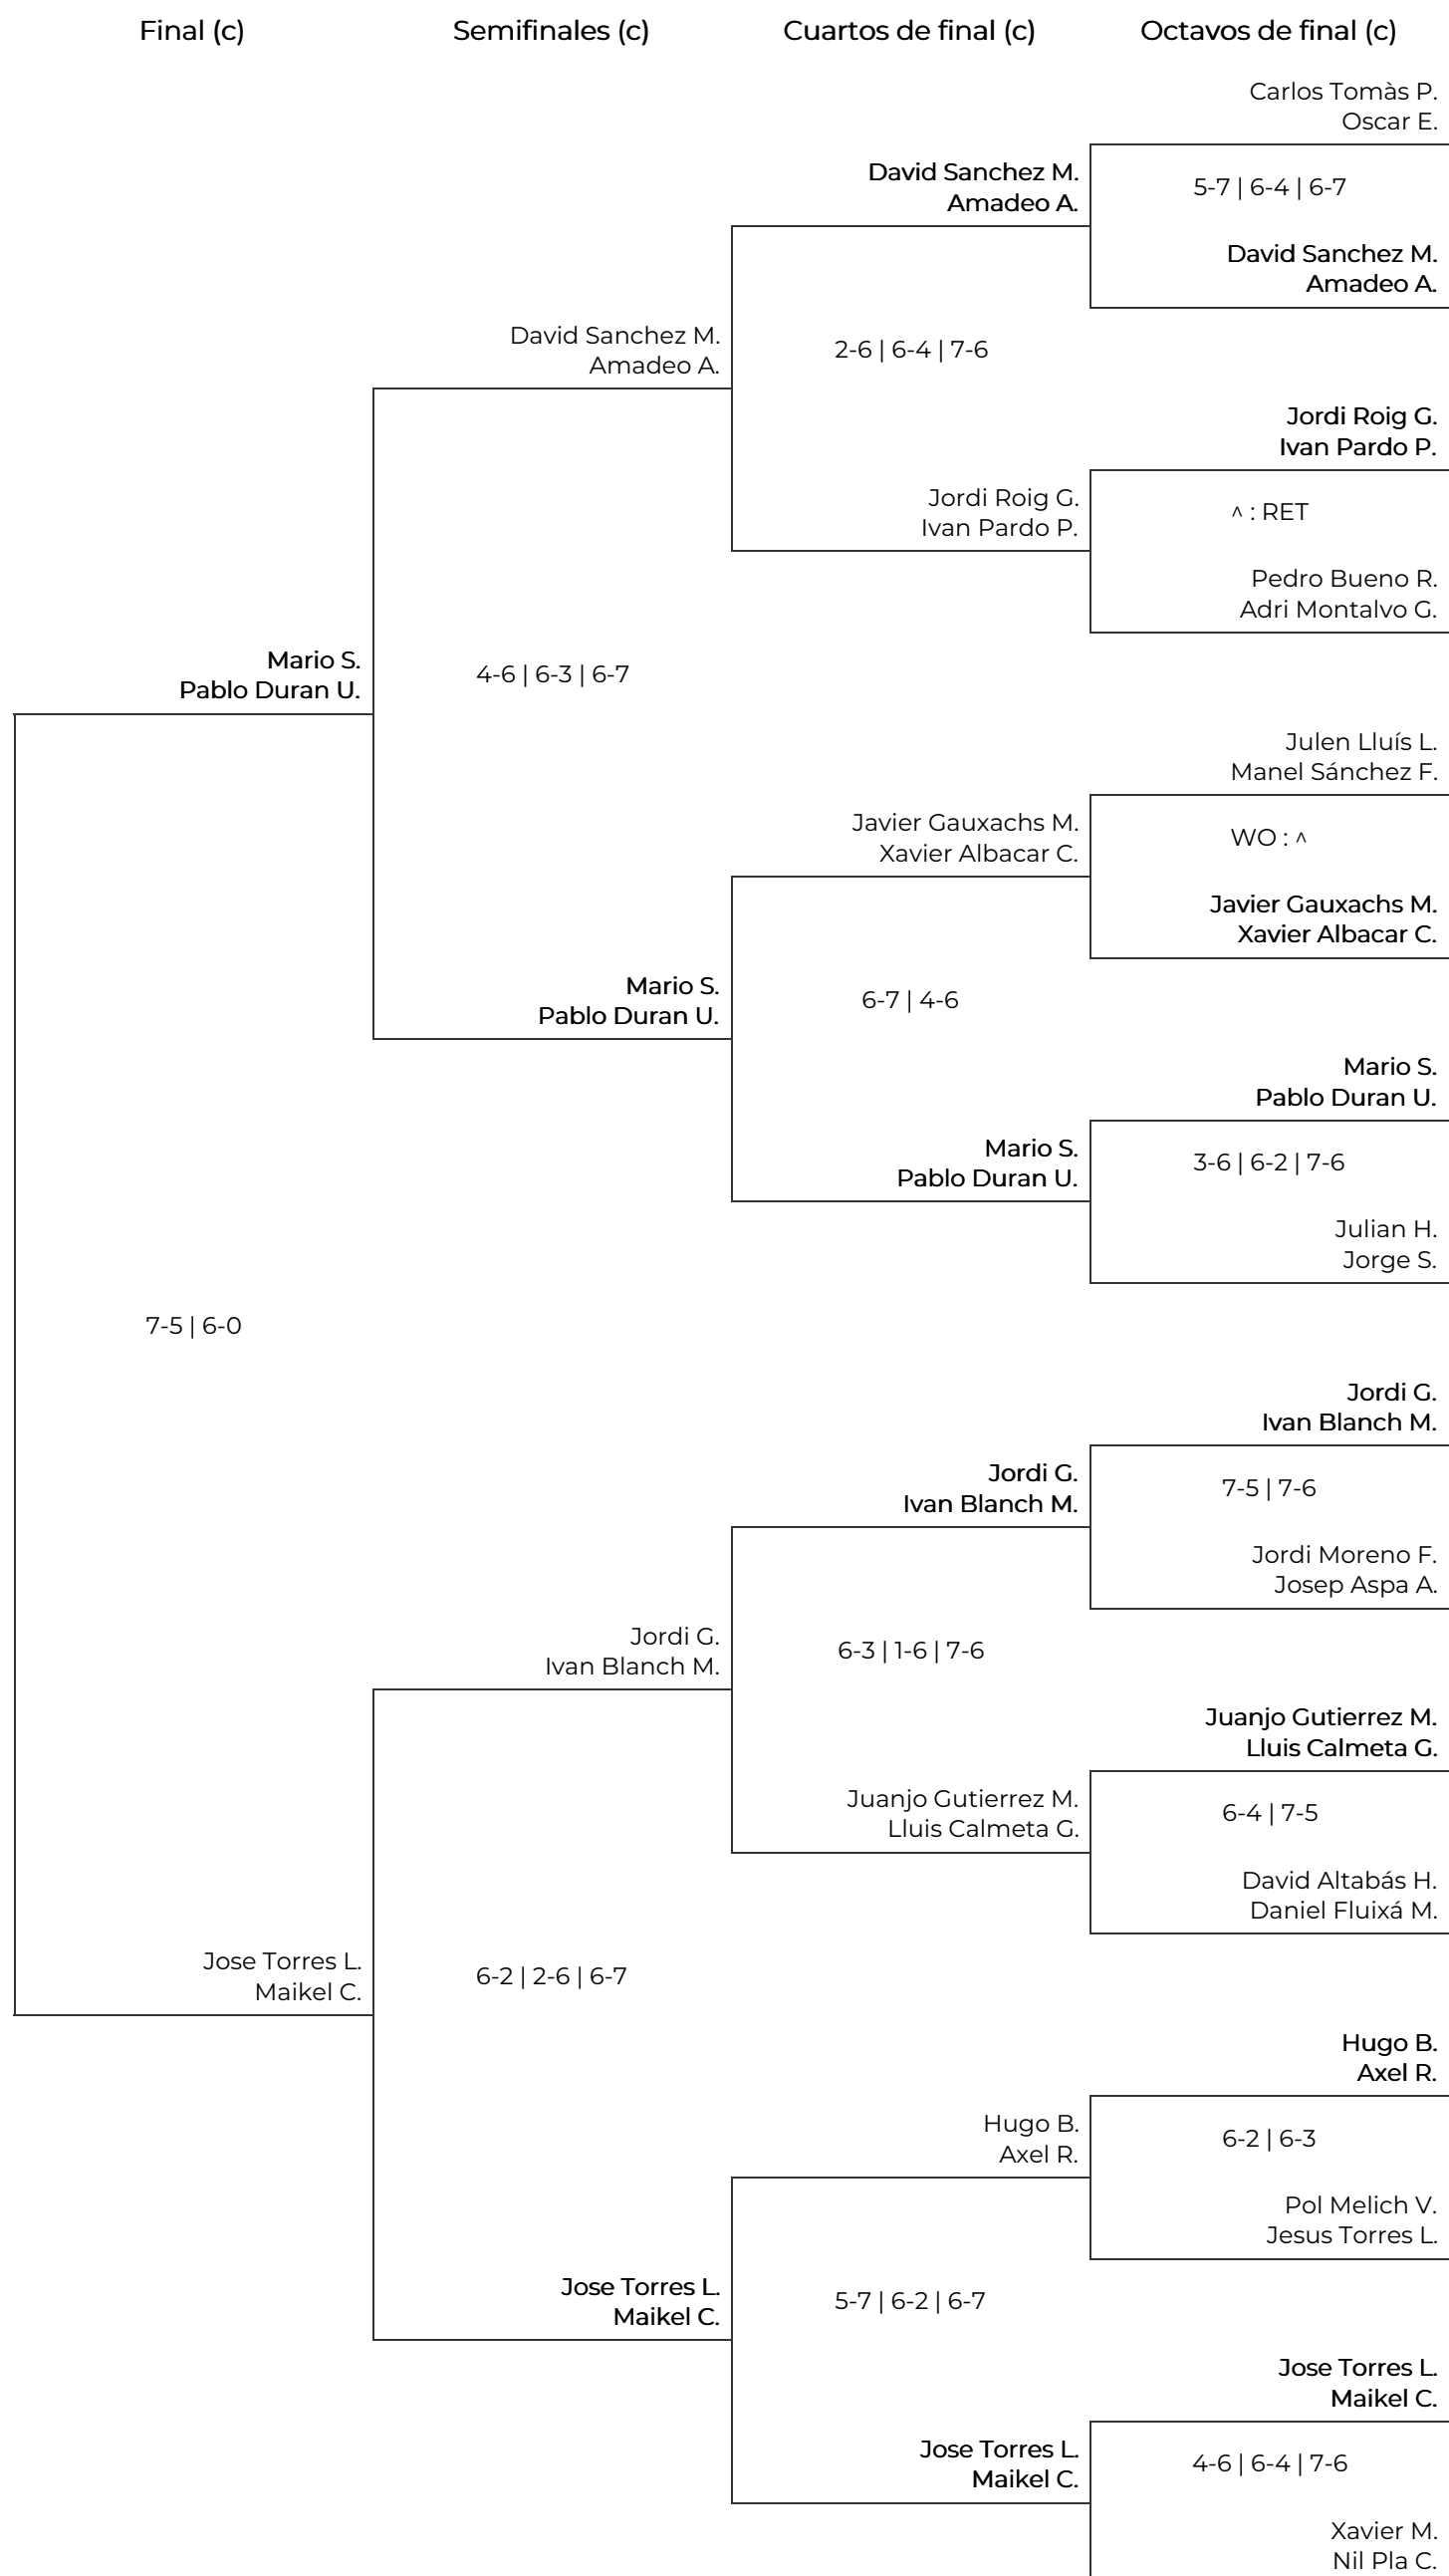 Final (c)
Semifinales (c)
Cuartos de final (c)
Octavos de final (c)
Carlos Tomàs P.
Oscar E.
David Sanchez M.
Amadeo A.
5-7 | 6-4 | 6-7
David Sanchez M.
Amadeo A.
David Sanchez M.
Amadeo A.
2-6 | 6-4 | 7-6
Jordi Roig G.
Ivan Pardo P.
Jordi Roig G.
Ivan Pardo P.
^ : RET
Pedro Bueno R.
Adri Montalvo G.
Mario S.
Pablo Duran U.
4-6 | 6-3 | 6-7
Julen Lluís L.
Manel Sánchez F.
Javier Gauxachs M.
Xavier Albacar C.
WO : ^
Javier Gauxachs M.
Xavier Albacar C.
Mario S.
Pablo Duran U.
6-7 | 4-6
Mario S.
Pablo Duran U.
Mario S.
Pablo Duran U.
3-6 | 6-2 | 7-6
Julian H.
Jorge S.
7-5 | 6-0
Jordi G.
Ivan Blanch M.
Jordi G.
Ivan Blanch M.
7-5 | 7-6
Jordi Moreno F.
Josep Aspa A.
Jordi G.
Ivan Blanch M.
6-3 | 1-6 | 7-6
Juanjo Gutierrez M.
Lluis Calmeta G.
Juanjo Gutierrez M.
Lluis Calmeta G.
6-4 | 7-5
David Altabás H.
Daniel Fluixá M.
Jose Torres L.
Maikel C.
6-2 | 2-6 | 6-7
Hugo B.
Axel R.
Hugo B.
Axel R.
6-2 | 6-3
Pol Melich V.
Jesus Torres L.
Jose Torres L.
Maikel C.
5-7 | 6-2 | 6-7
Jose Torres L.
Maikel C.
Jose Torres L.
Maikel C.
4-6 | 6-4 | 7-6
Xavier M.
Nil Pla C.